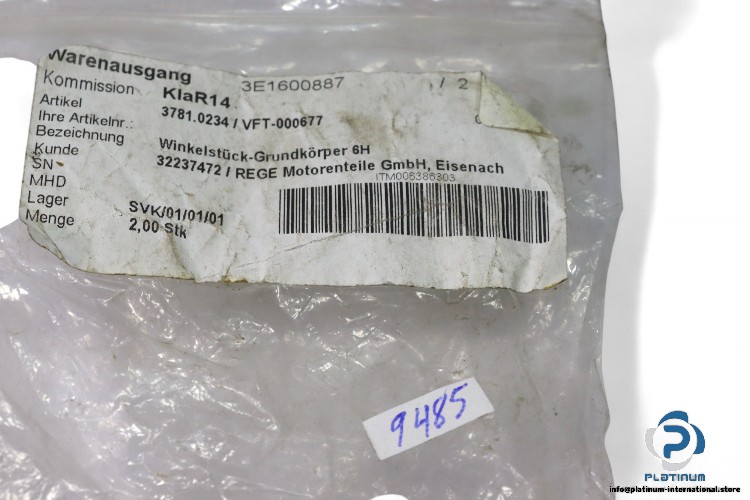 Warenausgang
Kommission KlaR14 3E1600887 / 2
Artikel 3781.0234 / VFT-000677
Ihre Artikelnr.:
Bezeichnung Winkelstück-Grundkörper 6H
Kunde 32237472 / REGE Motorenteile GmbH, Eisenach
SN ITM006386303
MHD
Lager SVK/01/01/01
Menge 2,00 Stk
9485
PLATINUM
info@platinum-international.store